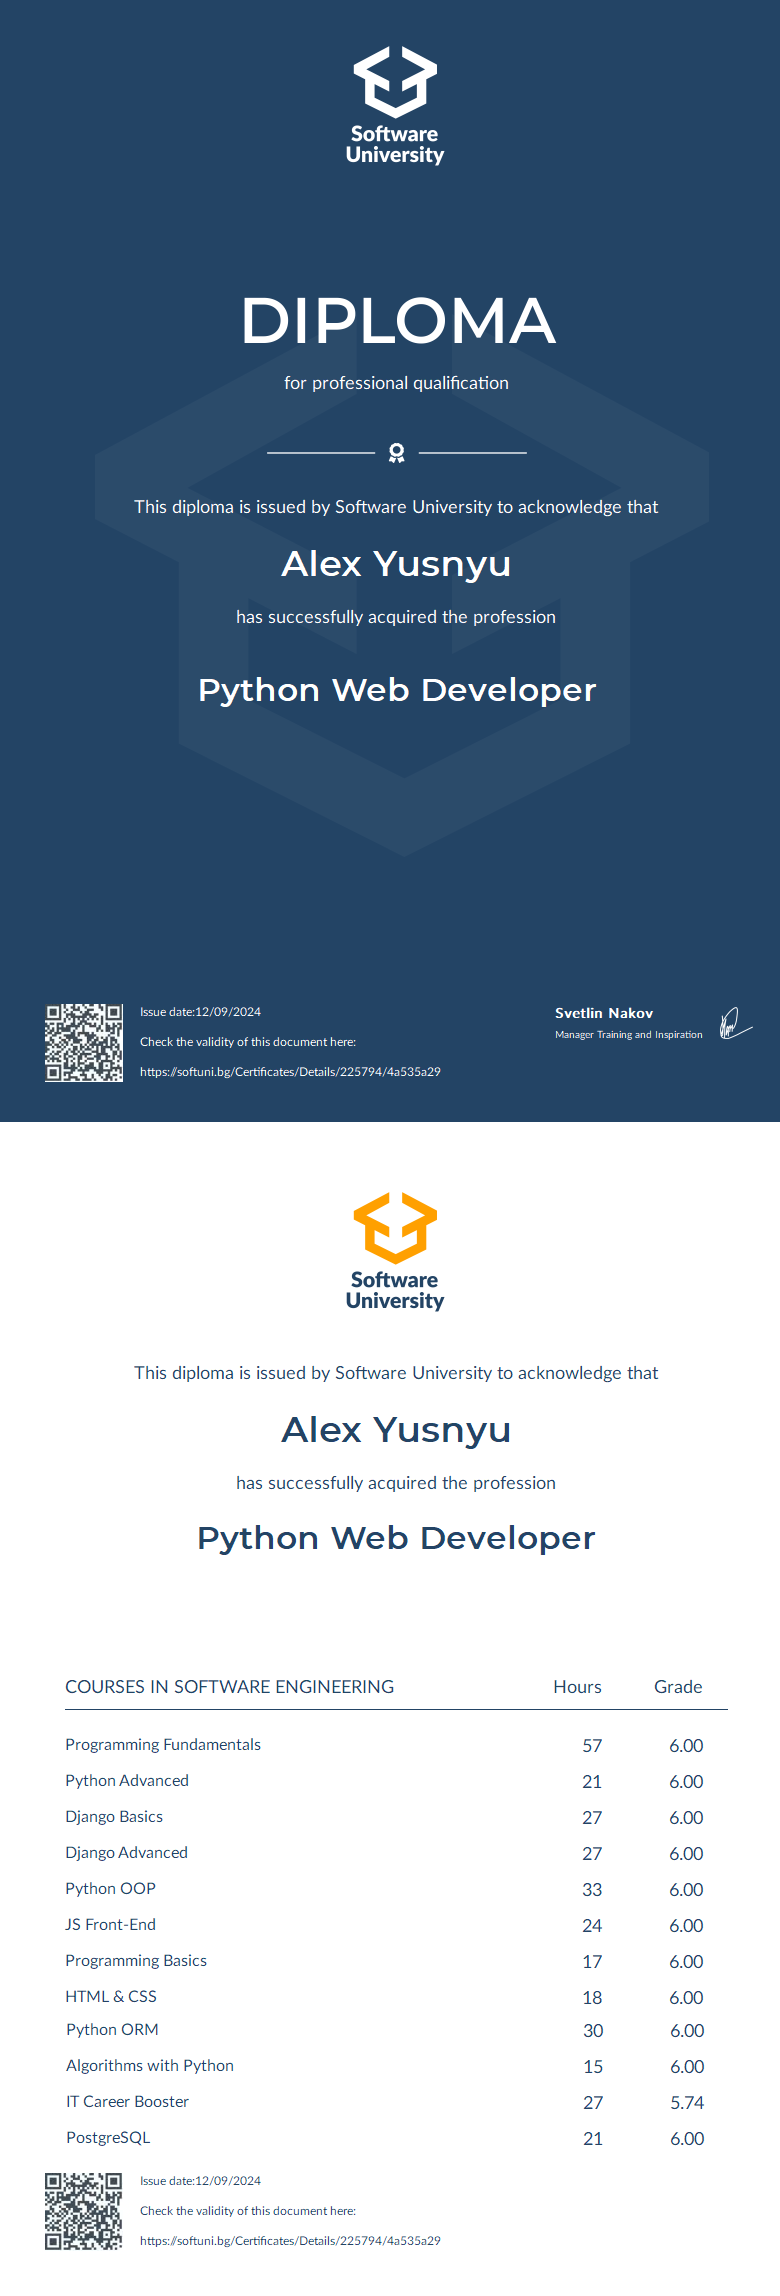 Software
University
DIPLOMA
for professional qualification
This diploma is issued by Software University to acknowledge that
Alex Yusnyu
has successfully acquired the profession
Python Web Developer
Issue date:12/09/2024
Check the validity of this document here:
https://softuni.bg/Certificates/Details/225794/4a535a29
Svetlin Nakov
Manager Training and Inspiration
Software
University
This diploma is issued by Software University to acknowledge that
Alex Yusnyu
has successfully acquired the profession
Python Web Developer
COURSES IN SOFTWARE ENGINEERING Hours Grade
Programming Fundamentals 57 6.00
Python Advanced 21 6.00
Django Basics 27 6.00
Django Advanced 27 6.00
Python OOP 33 6.00
JS Front-End 24 6.00
Programming Basics 17 6.00
HTML & CSS 18 6.00
Python ORM 30 6.00
Algorithms with Python 15 6.00
IT Career Booster 27 5.74
PostgreSQL 21 6.00
Issue date:12/09/2024
Check the validity of this document here:
https://softuni.bg/Certificates/Details/225794/4a535a29